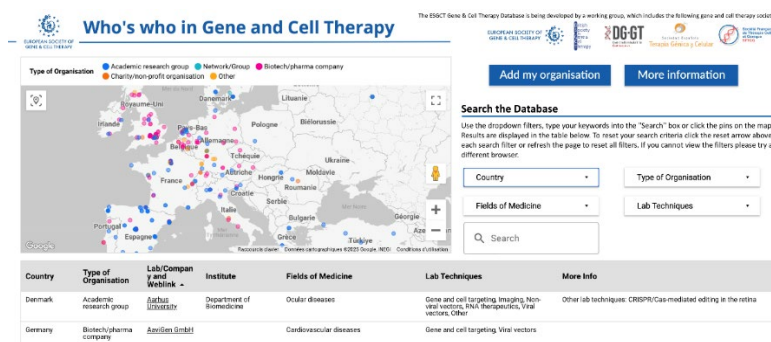 The ESGCT Gene & Cell Therapy Database is being developed by a working group, which includes the following gene and cell therapy societ
EUROPEAN SOCIETY OF
GENE & CELL THERAPY
Who's who in Gene and Cell Therapy
EUROPEAN SOCIETY OF
GENE & CELL THERAPY
DG-GT
Terapia Génica y Celular
Add my organisation
More information
Type of Organisation
Academic research group
Network/Group
Biotech/pharma company
Charity/non-profit organisation
Other
Royaume-Uni
Irlande
Danemark
Lituanie
Pays-Bas
Pologne
Biélorussie
Allemagne
Belgique
Tchéquie
Ukraine
France
Autriche
Hongrie
Moldavie
Roumanie
Croatie
Serbie
Italie
Bulgarie
Géorgie
Portugal
Espagne
Grèce
Türkiye
Google
Raccourcis clavier
Données cartographiques ©2025 Google, INEGI
Conditions d'utilisation
Search the Database
Use the dropdown filters, type your keywords into the "Search" box or click the pins on the map
Results are displayed in the table below. To reset your search criteria click the reset arrow above
each search filter or refresh the page to reset all filters. If you cannot view the filters please try a
different browser.
Country
Type of Organisation
Fields of Medicine
Lab Techniques
Search
Country Type of Organisation Lab/Company and Weblink Institute Fields of Medicine Lab Techniques More Info
Denmark Academic research group Aarhus University Department of Biomedicine Ocular diseases Gene and cell targeting, Imaging, Non-viral vectors, RNA therapeutics, Viral vectors, Other Other lab techniques: CRISPR/Cas-mediated editing in the retina
Germany Biotech/pharma company AaviGen GmbH Cardiovascular diseases Gene and cell targeting, Viral vectors